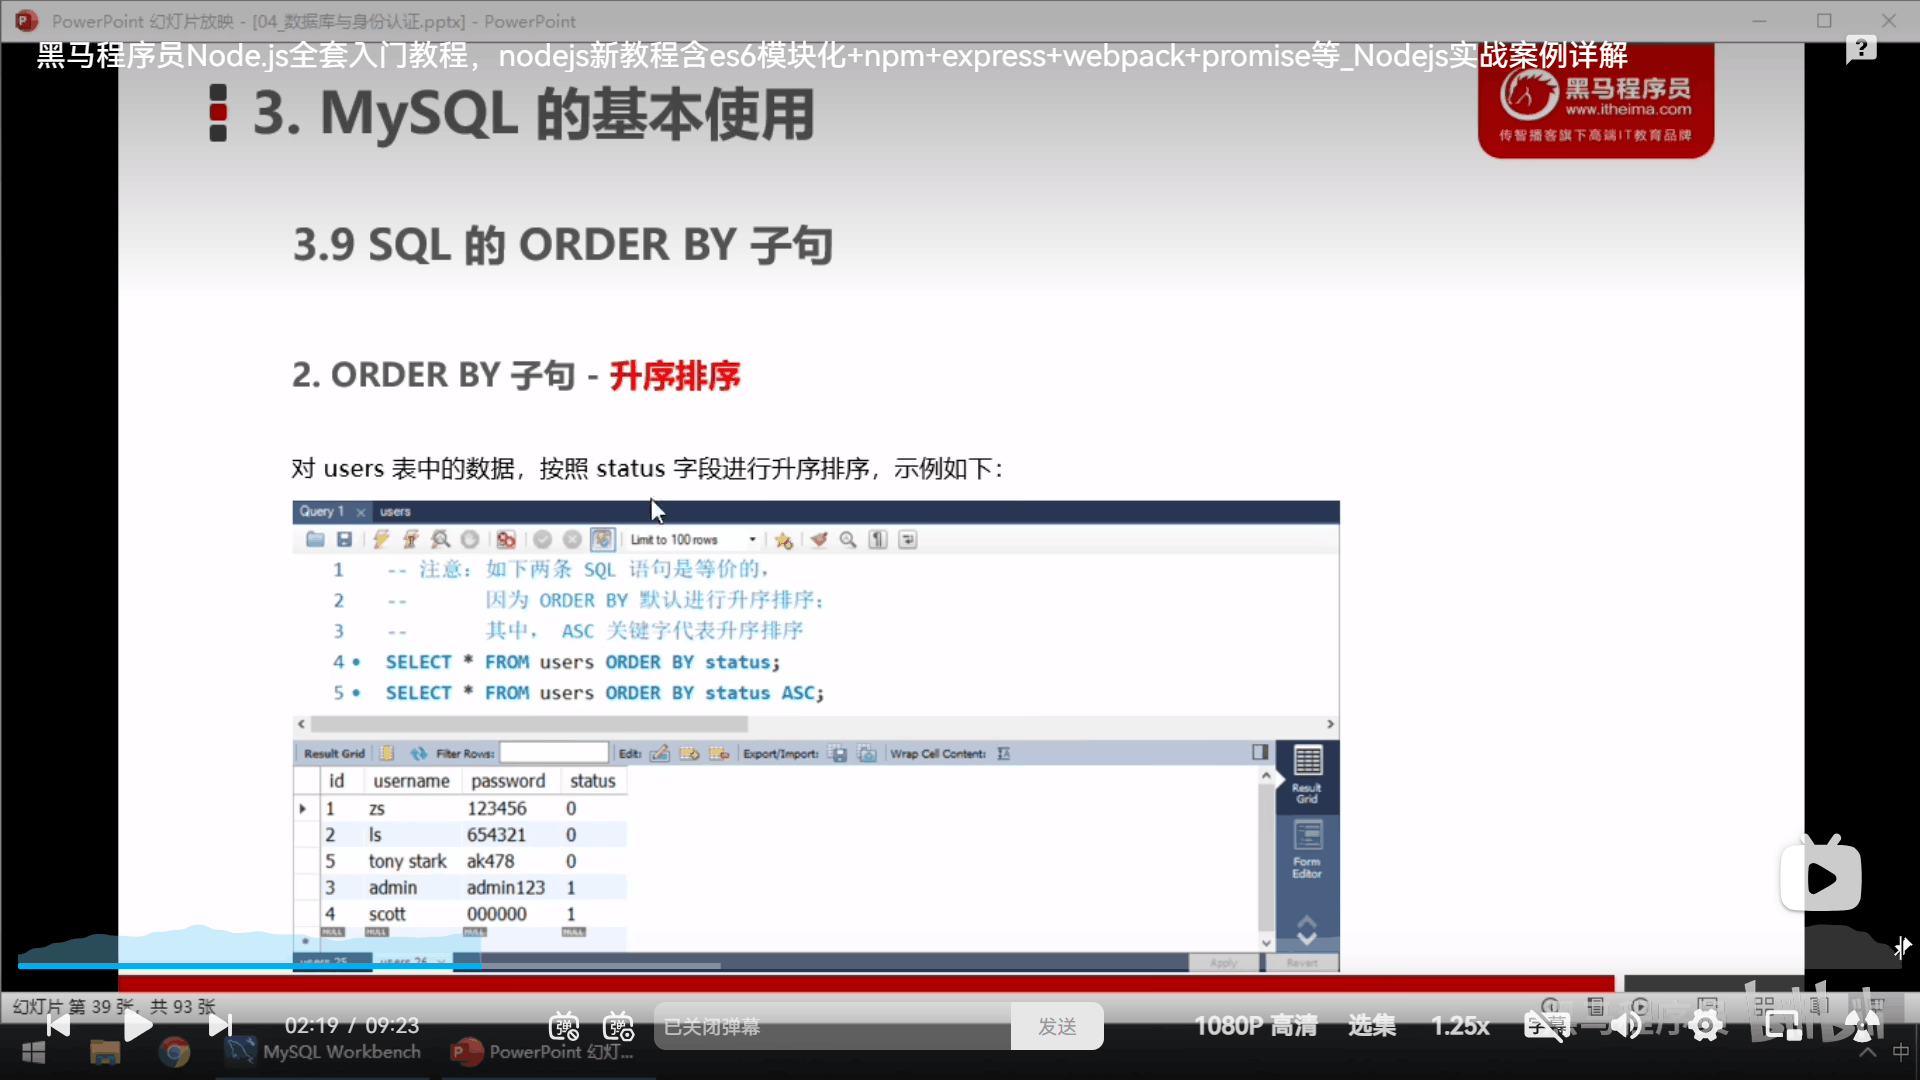 PowerPoint 幻灯片放映 - [04_数据库与身份认证.pptx] - PowerPoint
黑马程序员Node.js全套入门教程，nodejs新教程含es6模块化+npm+express+webpack+promise等_Nodejs实战案例详解
黑马程序员
www.itheima.com
传智播客旗下高端IT教育品牌
3. MySQL 的基本使用
3.9 SQL 的 ORDER BY 子句
2. ORDER BY 子句 - 升序排序
对 users 表中的数据，按照 status 字段进行升序排序，示例如下：
Query 1 users
Limit to 100 rows
1 -- 注意：如下两条 SQL 语句是等价的，
2 -- 因为 ORDER BY 默认进行升序排序；
3 -- 其中， ASC 关键字代表升序排序
4 SELECT * FROM users ORDER BY status;
5 SELECT * FROM users ORDER BY status ASC;
Result Grid Filter Rows: Edit: Export/Import: Wrap Cell Content:
id username password status
1 zs 123456 0
2 ls 654321 0
5 tony stark ak478 0
3 admin admin123 1
4 scott 000000 1
NULL NULL NULL NULL
Result Grid
Form Editor
users 25 users 26
Apply Revert
幻灯片 第 39 张，共 93 张
02:19 / 09:23
弹 弹
已关闭弹幕
发送
1080P 高清
选集
1.25x
字幕
黑马程序员
bilibili
MySQL Workbench
PowerPoint 幻灯...
中